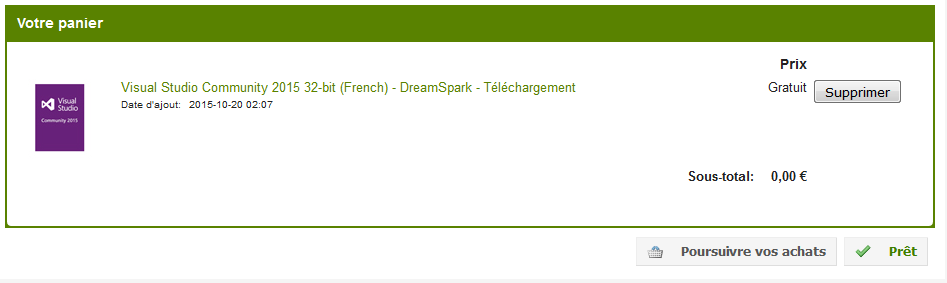 Votre panier
Prix
Visual Studio Community 2015 32-bit (French) - DreamSpark - Téléchargement
Gratuit
Supprimer
Date d'ajout: 2015-10-20 02:07
Visual
Studio
Community 2015
Sous-total: 0,00 €
Poursuivre vos achats
Prêt